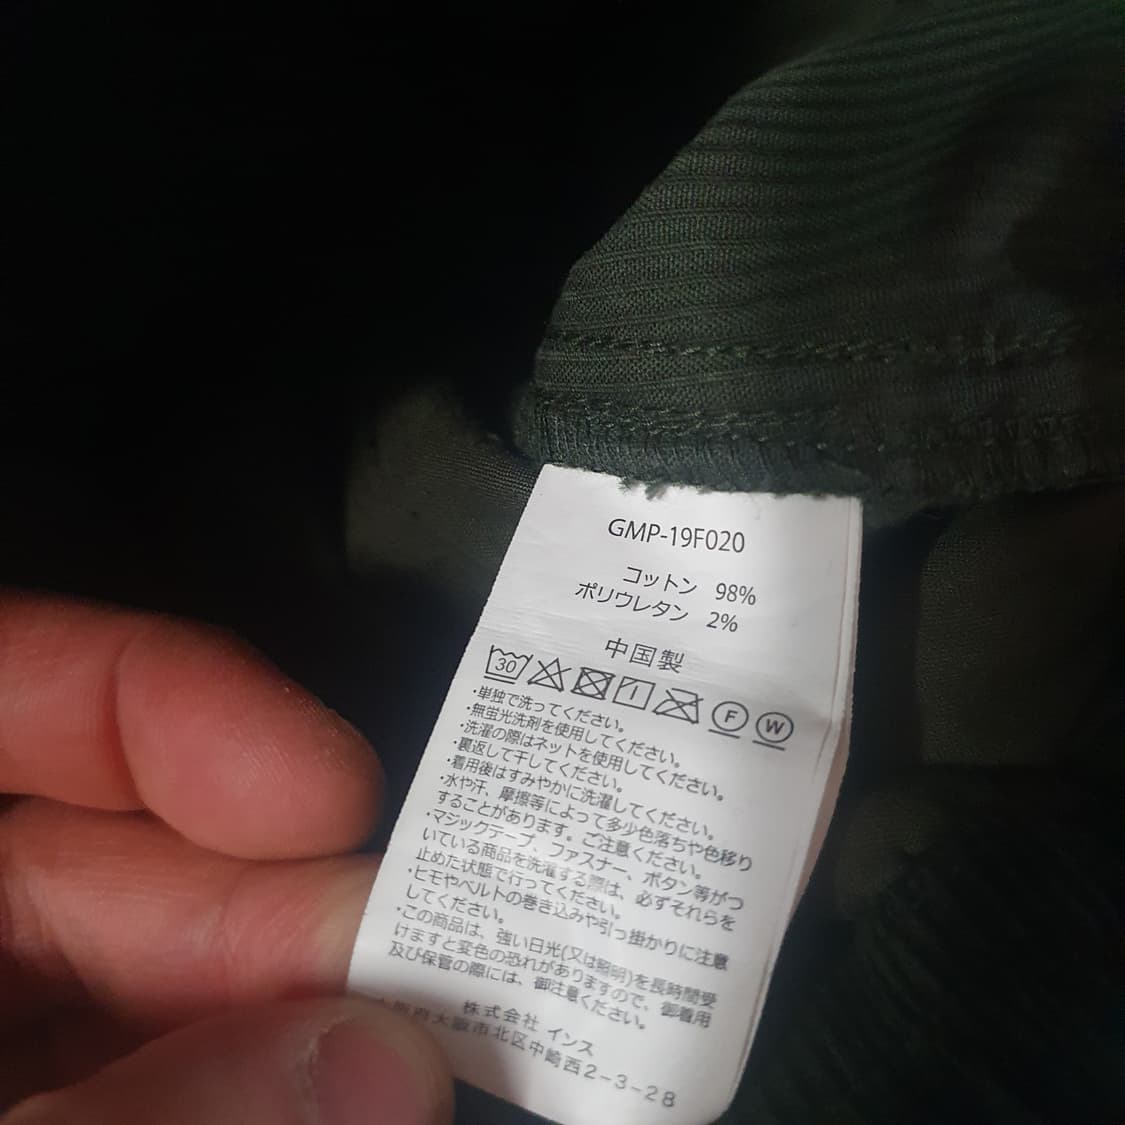 GMP-19F020
コットン 98%
ポリウレタン 2%
中国製
30 F W
・単独で洗ってください。
・無蛍光洗剤を使用してください。
・洗濯の際はネットを使用してください。
・裏返して干してください。
・着用後はすみやかに洗濯してください。
・水や汗、摩擦等によって多少色落ちや色移り
することがあります。ご注意ください。
・マジックテープ、ファスナー、ボタン等がつ
いている商品を洗濯する際は、必ずそれらを
止めた状態で行ってください。
・ヒモやベルトの巻き込みや引っ掛かりに注意
してください。
・この商品は、強い日光(又は照明)を長時間受
けますと変色の恐れがありますので、御着用
及び保管の際には、御注意ください。
株式会社 インス
府大阪市北区中崎西2-3-28